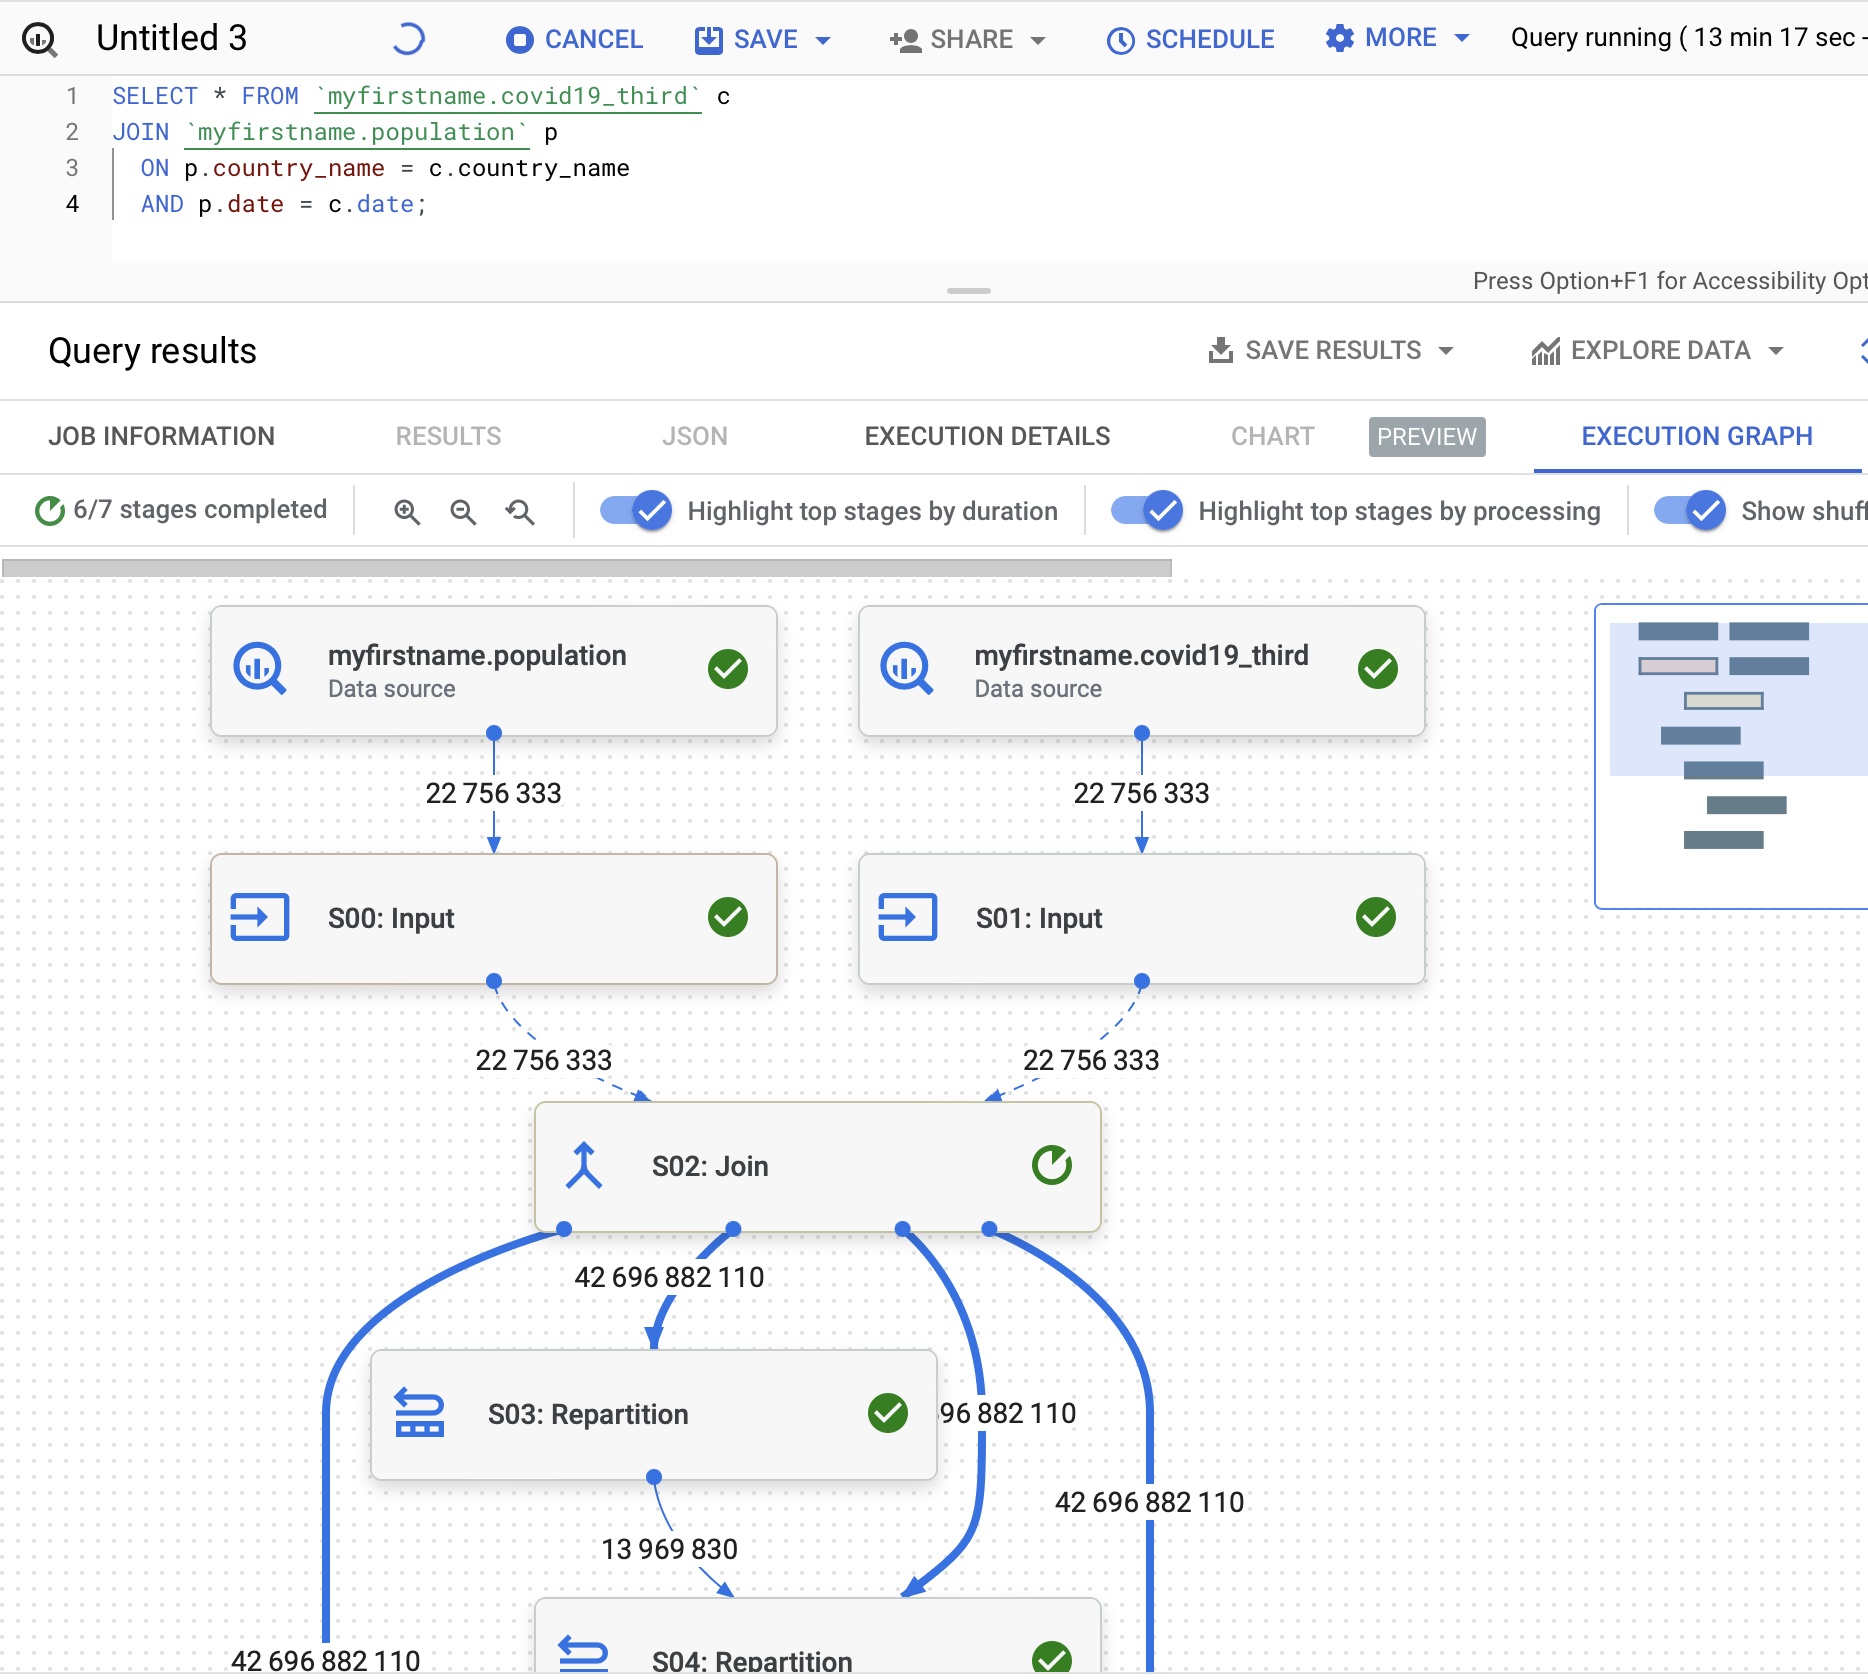 Untitled 3
CANCEL
SAVE
SHARE
SCHEDULE
MORE
Query running ( 13 min 17 sec
1 SELECT * FROM `myfirstname.covid19_third` c
2 JOIN `myfirstname.population` p
3 ON p.country_name = c.country_name
4 AND p.date = c.date;
Press Option+F1 for Accessibility
Query results
SAVE RESULTS
EXPLORE DATA
JOB INFORMATION
RESULTS
JSON
EXECUTION DETAILS
CHART
PREVIEW
EXECUTION GRAPH
6/7 stages completed
Highlight top stages by duration
Highlight top stages by processing
Show
myfirstname.population
Data source
myfirstname.covid19_third
Data source
22 756 333
22 756 333
S00: Input
S01: Input
22 756 333
22 756 333
S02: Join
42 696 882 110
S03: Repartition
96 882 110
42 696 882 110
13 969 830
42 696 882 110
S04: Repartition